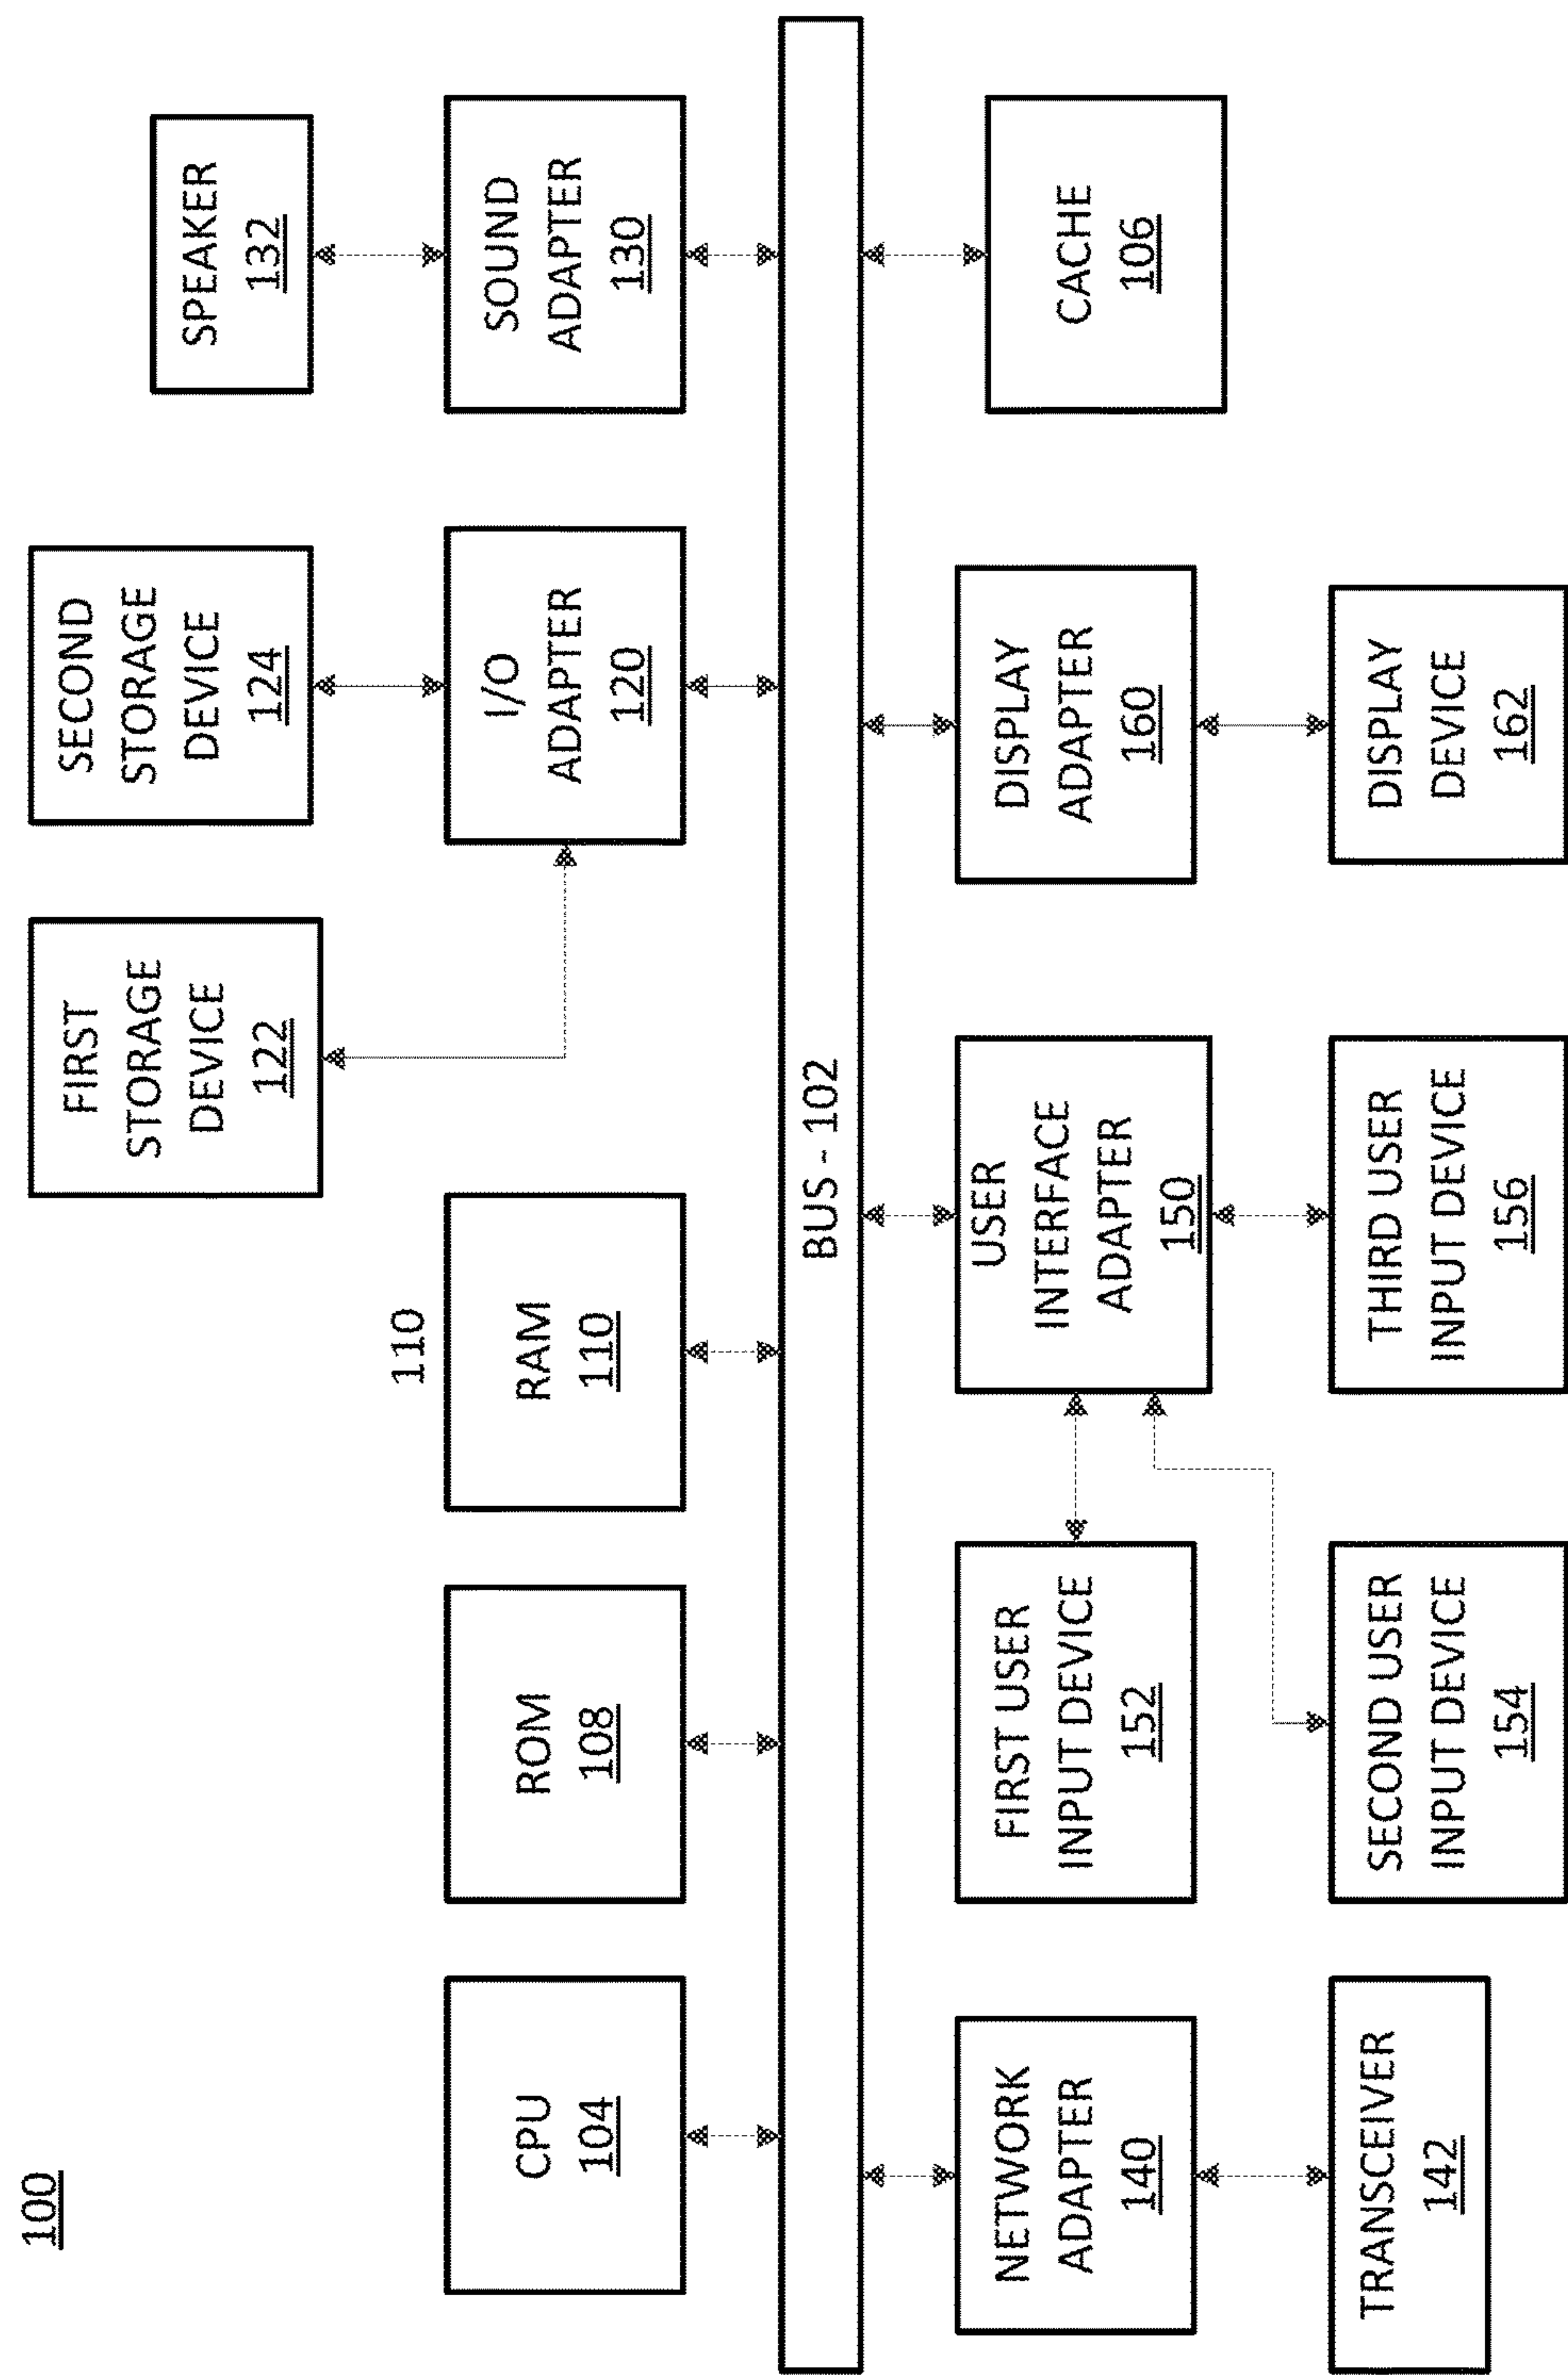 100
FIRST
STORAGE
DEVICE
122
SECOND
STORAGE
DEVICE
124
SPEAKER
132
110
CPU
104
ROM
108
RAM
110
I/O
ADAPTER
120
SOUND
ADAPTER
130
BUS - 102
NETWORK
ADAPTER
140
FIRST USER
INPUT DEVICE
152
USER
INTERFACE
ADAPTER
150
DISPLAY
ADAPTER
160
CACHE
106
TRANSCEIVER
142
SECOND USER
INPUT DEVICE
154
THIRD USER
INPUT DEVICE
156
DISPLAY
DEVICE
162